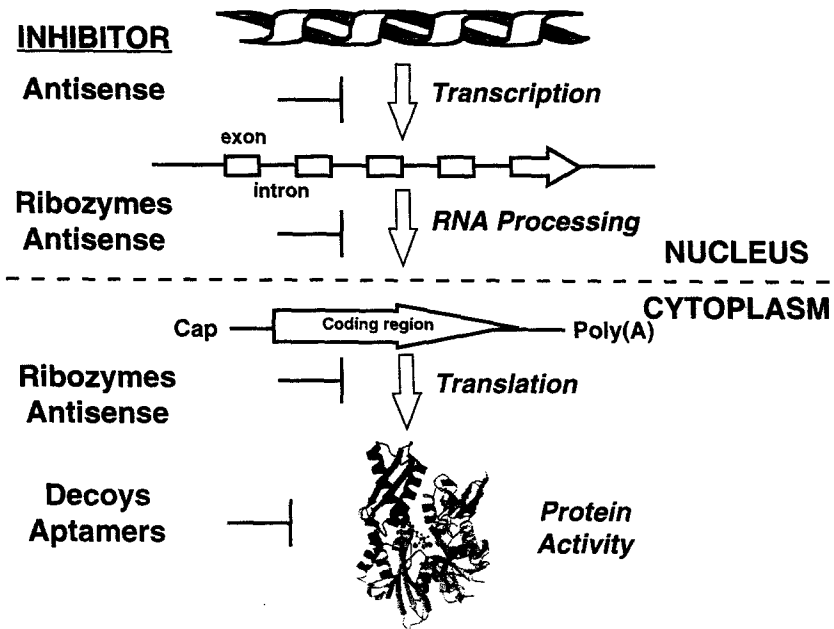 INHIBITOR
Antisense
Transcription
exon
intron
Ribozymes
Antisense
RNA Processing
NUCLEUS
CYTOPLASM
Cap
Coding region
Poly(A)
Ribozymes
Antisense
Translation
Decoys
Aptamers
Protein
Activity